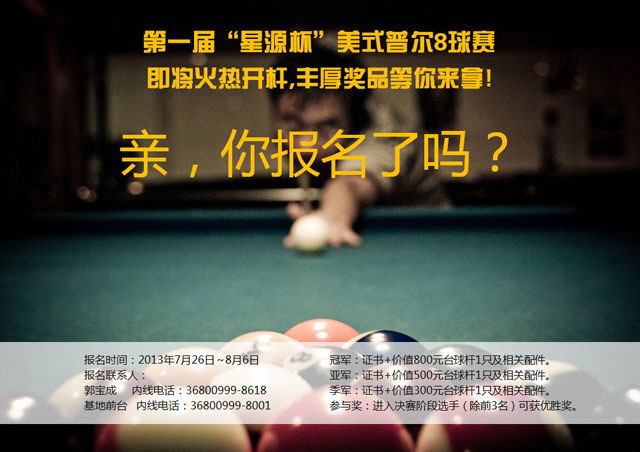 第一届“星源杯”美式普尔8球赛
即将火热开杆,丰厚奖品等你来拿!
亲，你报名了吗？
报名时间：2013年7月26日～8月6日
报名联系人：
郭宝成 内线电话：36800999-8618
基地前台 内线电话：36800999-8001
冠军：证书+价值800元台球杆1只及相关配件。
亚军：证书+价值500元台球杆1只及相关配件。
季军：证书+价值300元台球杆1只及相关配件。
参与奖：进入决赛阶段选手（除前3名）可获优胜奖。